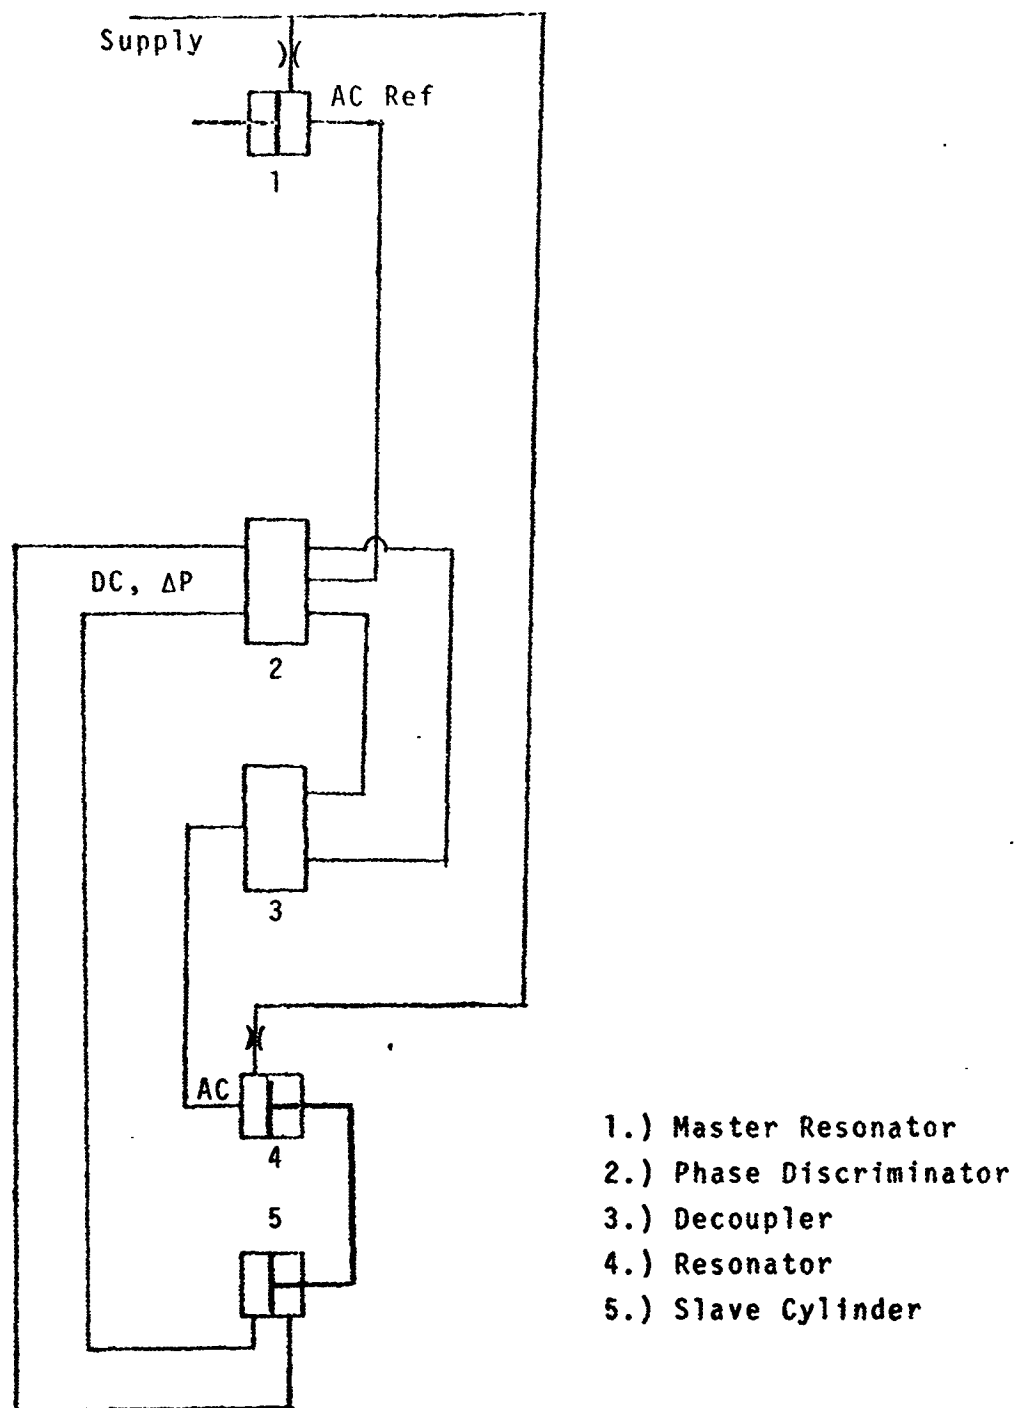 Supply
AC Ref
1
DC, ΔP
2
3
AC
4
5
1.) Master Resonator
2.) Phase Discriminator
3.) Decoupler
4.) Resonator
5.) Slave Cylinder